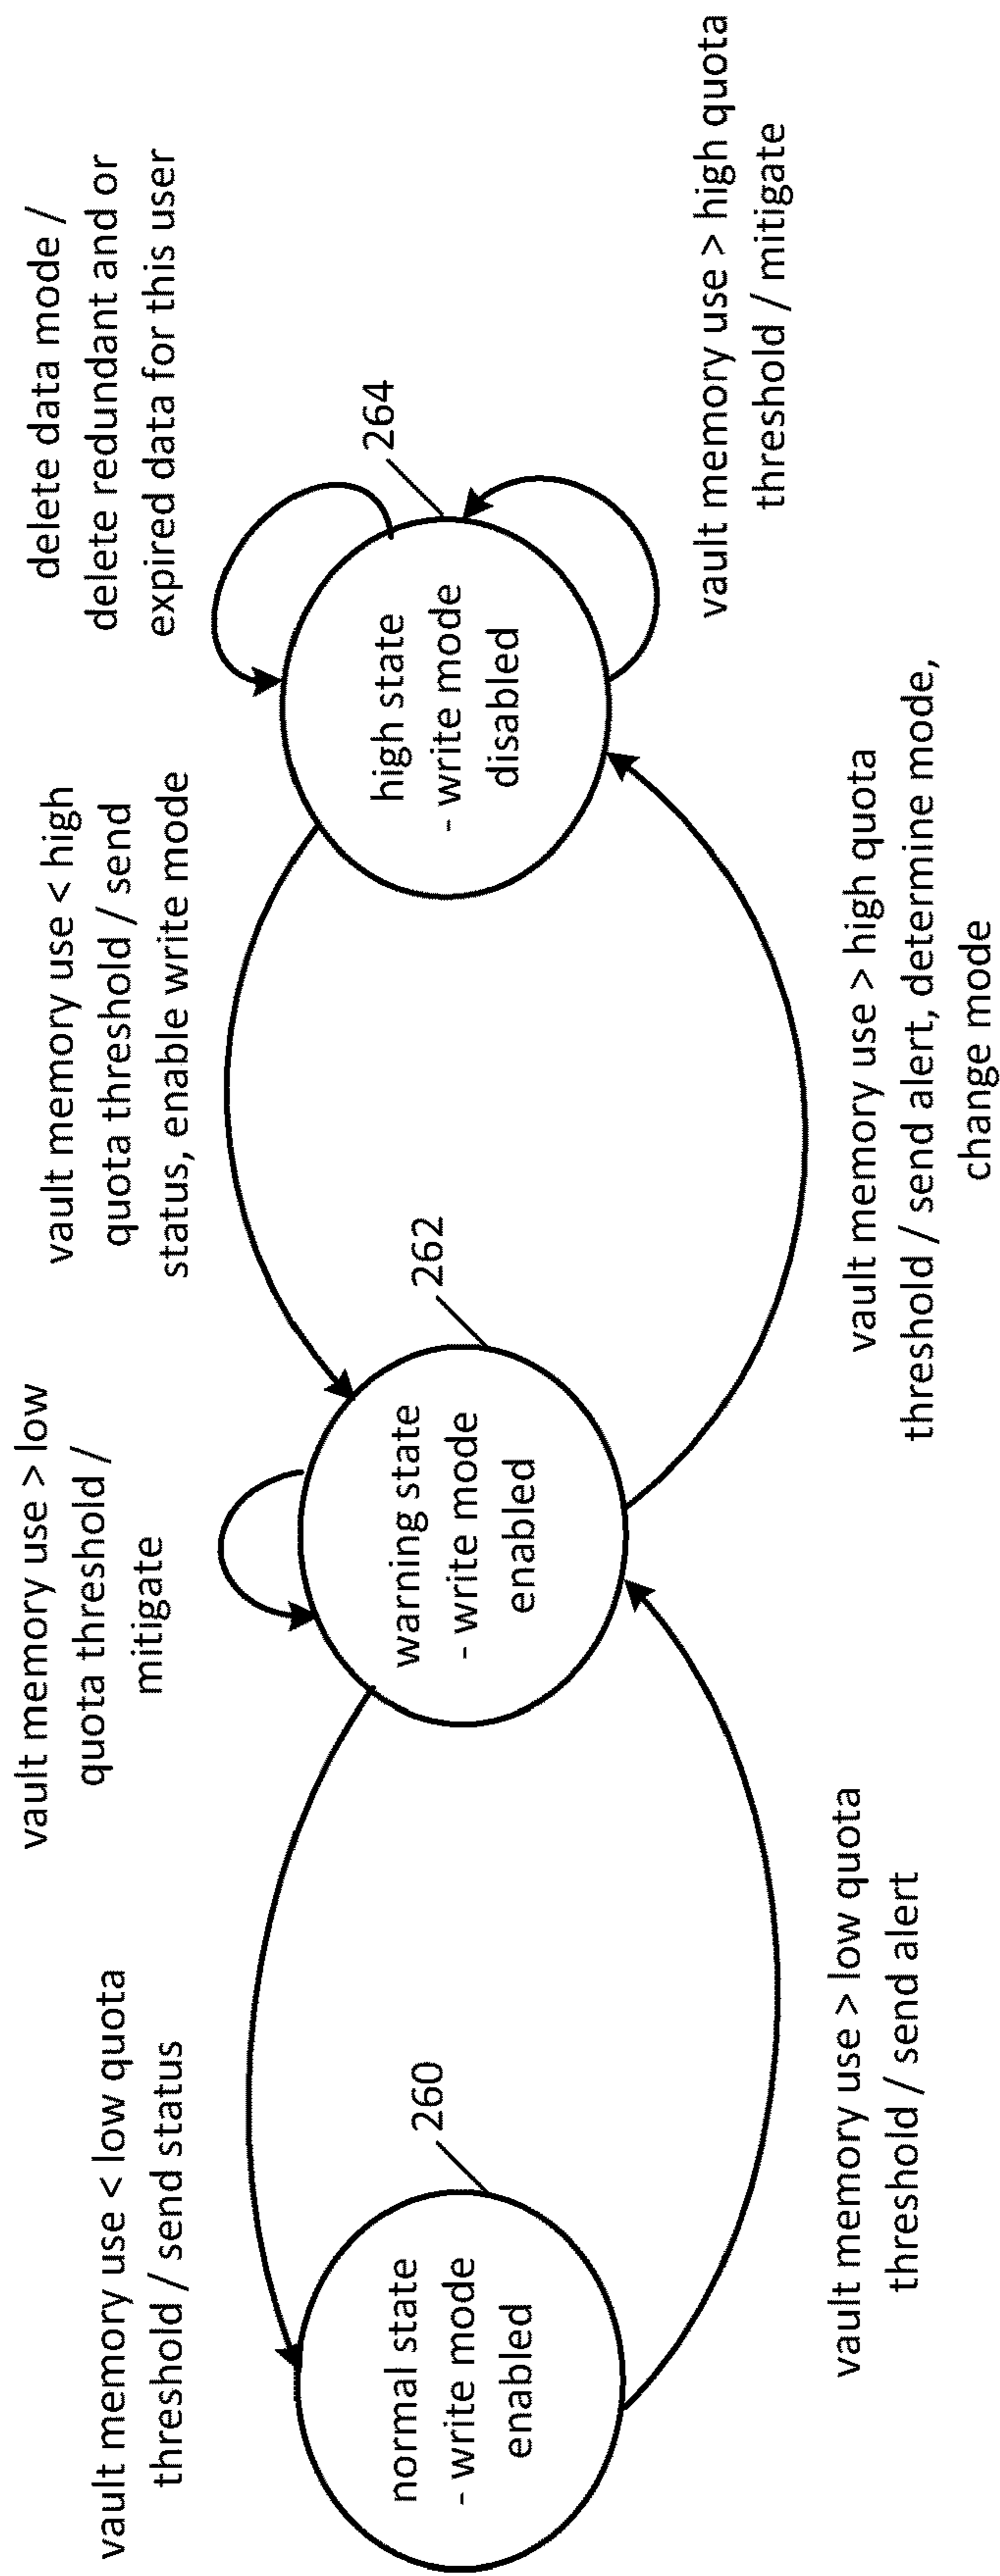 vault memory use < low quota
threshold / send status
vault memory use > low
quota threshold /
mitigate
vault memory use < high
quota threshold / send
status, enable write mode
delete data mode /
delete redundant and or
expired data for this user
260
normal state
- write mode
enabled
262
warning state
- write mode
enabled
264
high state
- write mode
disabled
vault memory use > low quota
threshold / send alert
vault memory use > high quota
threshold / send alert, determine mode,
change mode
vault memory use > high quota
threshold / mitigate